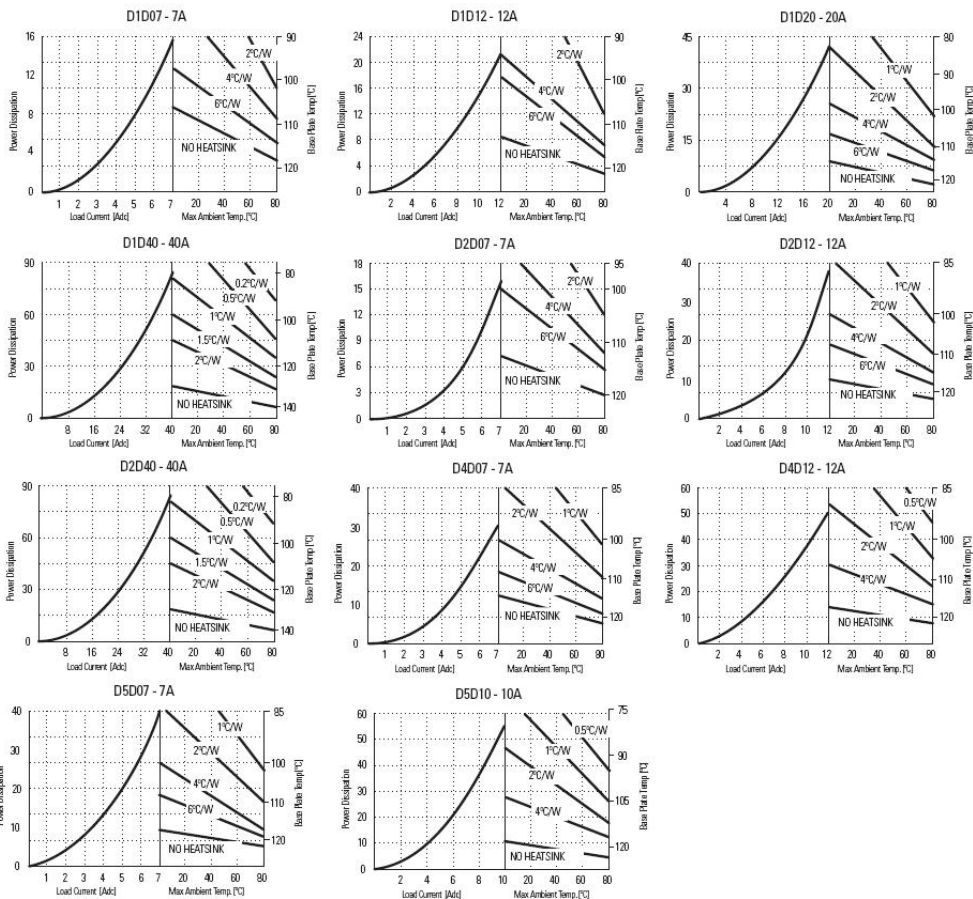 D1D07 - 7A
16
12
8
4
0
Power Dissipation
1 2 3 4 5 6 7 20 40 60 80
Load Current [Adc]
Max Ambient Temp. [°C]
2°C/W
4°C/W
6°C/W
NO HEATSINK
90
100
110
120
Base Plate Temp [°C]
D1D12 - 12A
24
20
16
12
8
4
0
Power Dissipation
2 4 6 8 10 12 20 40 60 80
Load Current [Adc]
Max Ambient Temp. [°C]
2°C/W
4°C/W
6°C/W
NO HEATSINK
90
100
110
120
Base Plate Temp [°C]
D1D20 - 20A
45
30
15
0
Power Dissipation
4 8 12 16 20 20 40 60 80
Load Current [Adc]
Max Ambient Temp. [°C]
1°C/W
2°C/W
4°C/W
6°C/W
NO HEATSINK
80
90
100
110
120
Base Plate Temp [°C]
D1D40 - 40A
90
60
30
0
Power Dissipation
8 16 24 32 40 20 40 60 80
Load Current [Adc]
Max Ambient Temp. [°C]
0.2°C/W
0.5°C/W
1°C/W
1.5°C/W
2°C/W
NO HEATSINK
80
100
120
140
Base Plate Temp [°C]
D2D07 - 7A
18
15
12
9
6
3
0
Power Dissipation
1 2 3 4 5 6 7 20 40 60 80
Load Current [Adc]
Max Ambient Temp. [°C]
2°C/W
4°C/W
6°C/W
NO HEATSINK
95
100
110
120
Base Plate Temp [°C]
D2D12 - 12A
40
30
20
10
0
Power Dissipation
2 4 6 8 10 12 20 40 60 80
Load Current [Adc]
Max Ambient Temp. [°C]
1°C/W
2°C/W
4°C/W
6°C/W
NO HEATSINK
85
100
110
120
Base Plate Temp [°C]
D2D40 - 40A
90
60
30
0
Power Dissipation
8 16 24 32 40 20 40 60 80
Load Current [Adc]
Max Ambient Temp. [°C]
0.2°C/W
0.5°C/W
1°C/W
1.5°C/W
2°C/W
NO HEATSINK
80
100
120
140
Base Plate Temp [°C]
D4D07 - 7A
40
30
20
10
0
Power Dissipation
1 2 3 4 5 6 7 20 40 60 80
Load Current [Adc]
Max Ambient Temp. [°C]
1°C/W
2°C/W
4°C/W
6°C/W
NO HEATSINK
85
100
110
120
Base Plate Temp [°C]
D4D12 - 12A
60
50
40
30
20
10
0
Power Dissipation
2 4 6 8 10 12 20 40 60 80
Load Current [Adc]
Max Ambient Temp. [°C]
0.5°C/W
1°C/W
2°C/W
4°C/W
NO HEATSINK
85
100
110
120
Base Plate Temp [°C]
D5D07 - 7A
40
30
20
10
0
Power Dissipation
1 2 3 4 5 6 7 20 40 60 80
Load Current [Adc]
Max Ambient Temp. [°C]
1°C/W
2°C/W
4°C/W
6°C/W
NO HEATSINK
85
100
110
120
Base Plate Temp [°C]
D5D10 - 10A
60
50
40
30
20
10
0
Power Dissipation
2 4 6 8 10 20 40 60 80
Load Current [Adc]
Max Ambient Temp. [°C]
0.5°C/W
1°C/W
2°C/W
4°C/W
NO HEATSINK
75
90
105
120
Base Plate Temp [°C]